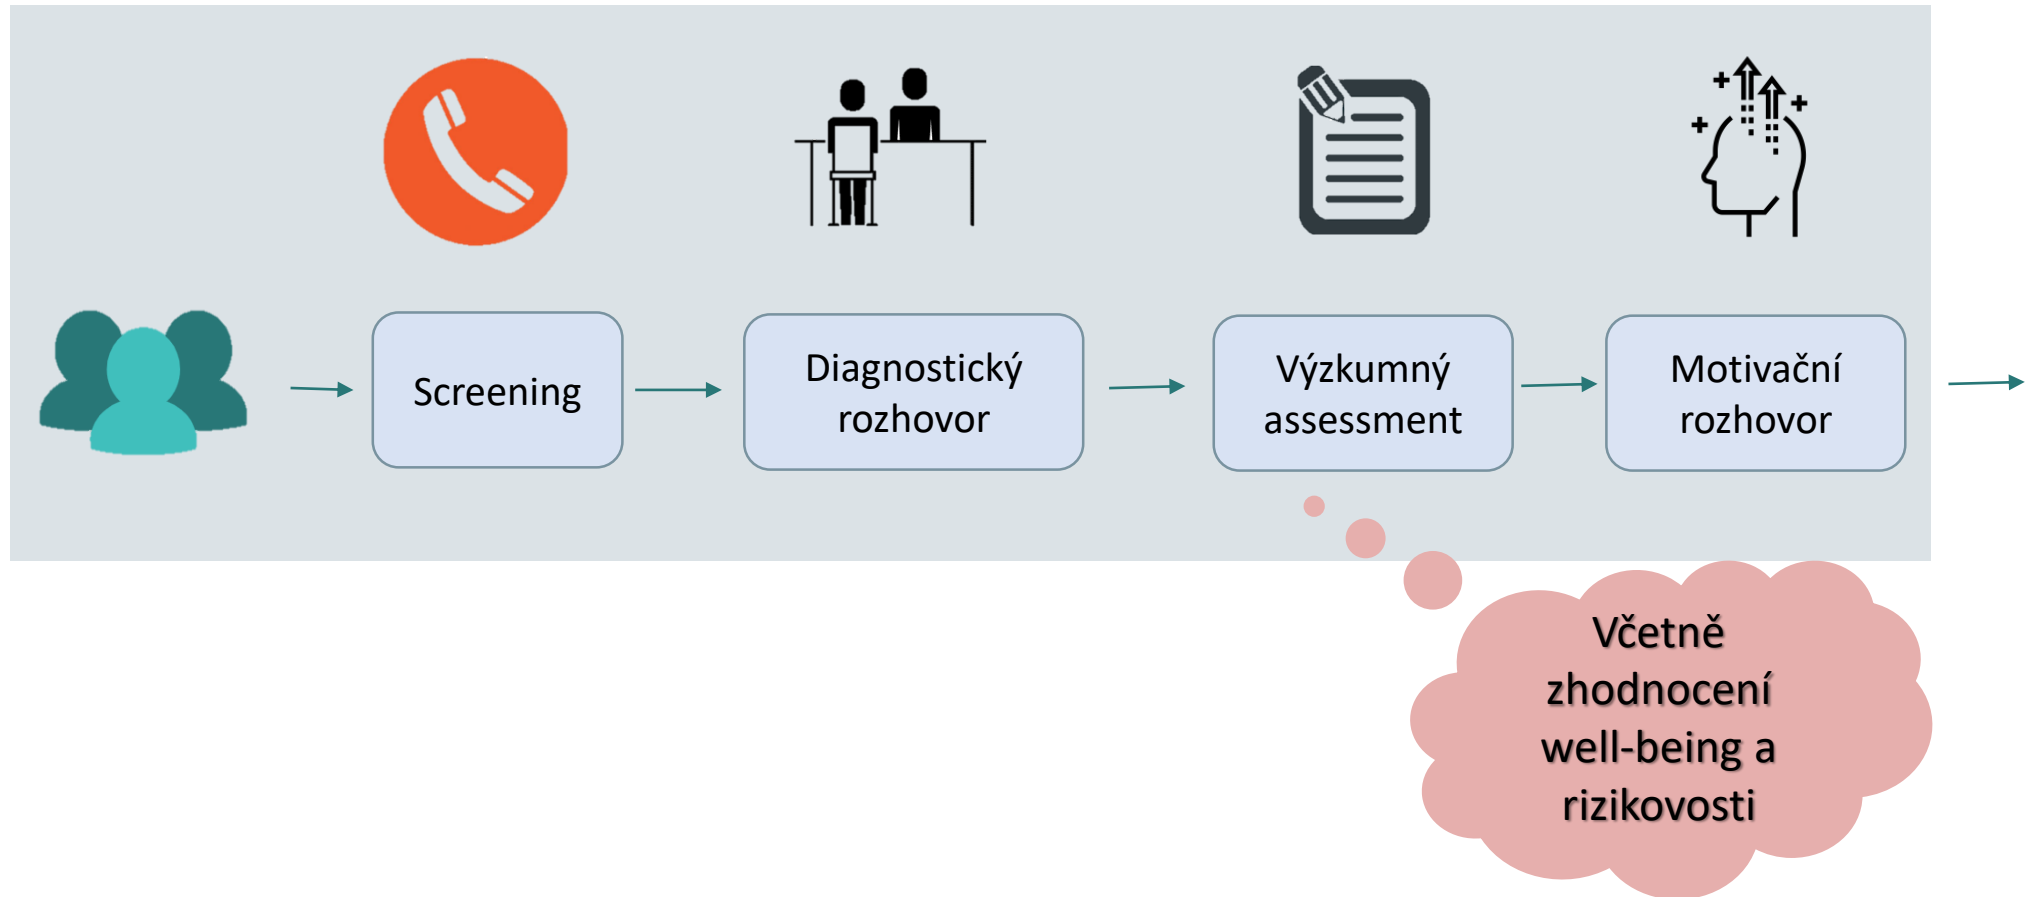 Screening
Diagnostický
rozhovor
Výzkumný
assessment
Motivační
rozhovor
Včetně
zhodnocení
well-being a
rizikovosti